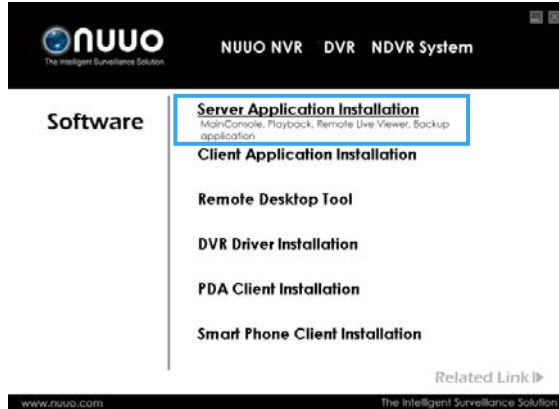 nuuo
The Intelligent Surveillance Solution
NUUO NVR DVR NDVR System
Software
Server Application Installation
MainConsole, Playback, Remote Live Viewer, Backup
application
Client Application Installation
Remote Desktop Tool
DVR Driver Installation
PDA Client Installation
Smart Phone Client Installation
Related Link
www.nuuo.com
The Intelligent Surveillance Solution